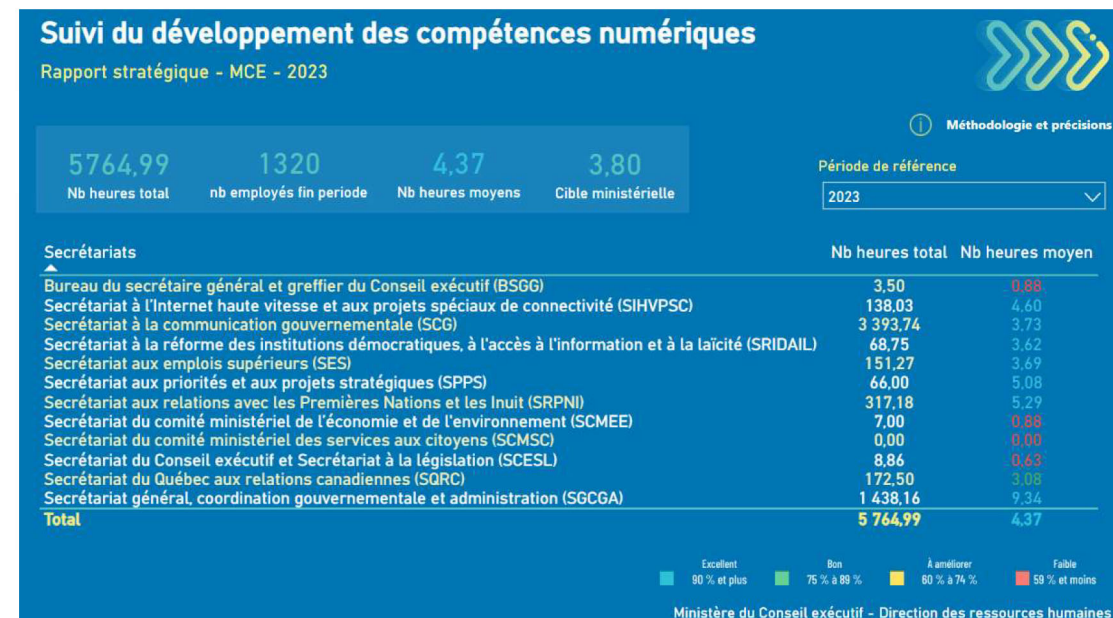 Suivi du développement des compétences numériques
Rapport stratégique - MCE - 2023
Méthodologie et précisions
5764,99 1320 4,37 3,80
Nb heures total nb employés fin periode Nb heures moyens Cible ministérielle
Période de référence
2023
Secrétariats Nb heures total Nb heures moyen
Bureau du secrétaire général et greffier du Conseil exécutif (BSGG) 3,50 0,88
Secrétariat à l'Internet haute vitesse et aux projets spéciaux de connectivité (SIHVPSC) 138,03 4,60
Secrétariat à la communication gouvernementale (SCG) 3 393,74 3,73
Secrétariat à la réforme des institutions démocratiques, à l'accès à l'information et à la laïcité (SRIDAIL) 68,75 3,62
Secrétariat aux emplois supérieurs (SES) 151,27 3,69
Secrétariat aux priorités et aux projets stratégiques (SPPS) 66,00 5,08
Secrétariat aux relations avec les Premières Nations et les Inuit (SRPNI) 317,18 5,29
Secrétariat du comité ministériel de l'économie et de l'environnement (SCMEE) 7,00 0,88
Secrétariat du comité ministériel des services aux citoyens (SCMSC) 0,00 0,00
Secrétariat du Conseil exécutif et Secrétariat à la législation (SCESL) 8,86 0,63
Secrétariat du Québec aux relations canadiennes (SQRC) 172,50 3,08
Secrétariat général, coordination gouvernementale et administration (SGCGA) 1 438,16 9,34
Total 5 764,99 4,37
Excellent Bon À améliorer Faible
90 % et plus 75 % à 89 % 60 % à 74 % 59 % et moins
Ministère du Conseil exécutif - Direction des ressources humaines